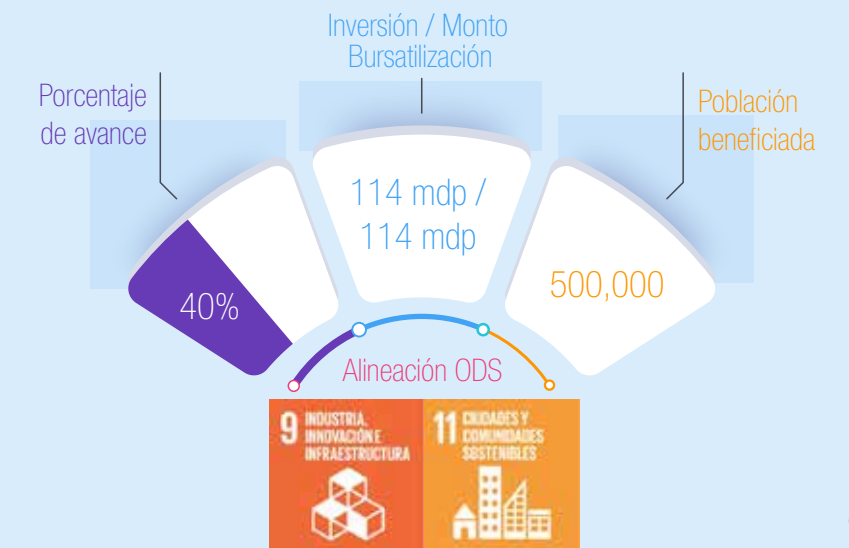 Inversión / Monto
Bursatilización
Porcentaje
de avance
Población
beneficiada
114 mdp /
114 mdp
40%
500,000
Alineación ODS
9 INDUSTRIA,
INNOVACIÓN E
INFRAESTRUCTURA
11 CIUDADES Y
COMUNIDADES
SOSTENIBLES